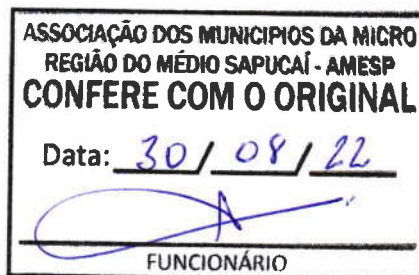 ASSOCIAÇÃO DOS MUNICIPIOS DA MICRO
REGIÃO DO MÉDIO SAPUCAÍ - AMESP
CONFERE COM O ORIGINAL
Data: 30 / 08 / 22
FUNCIONÁRIO